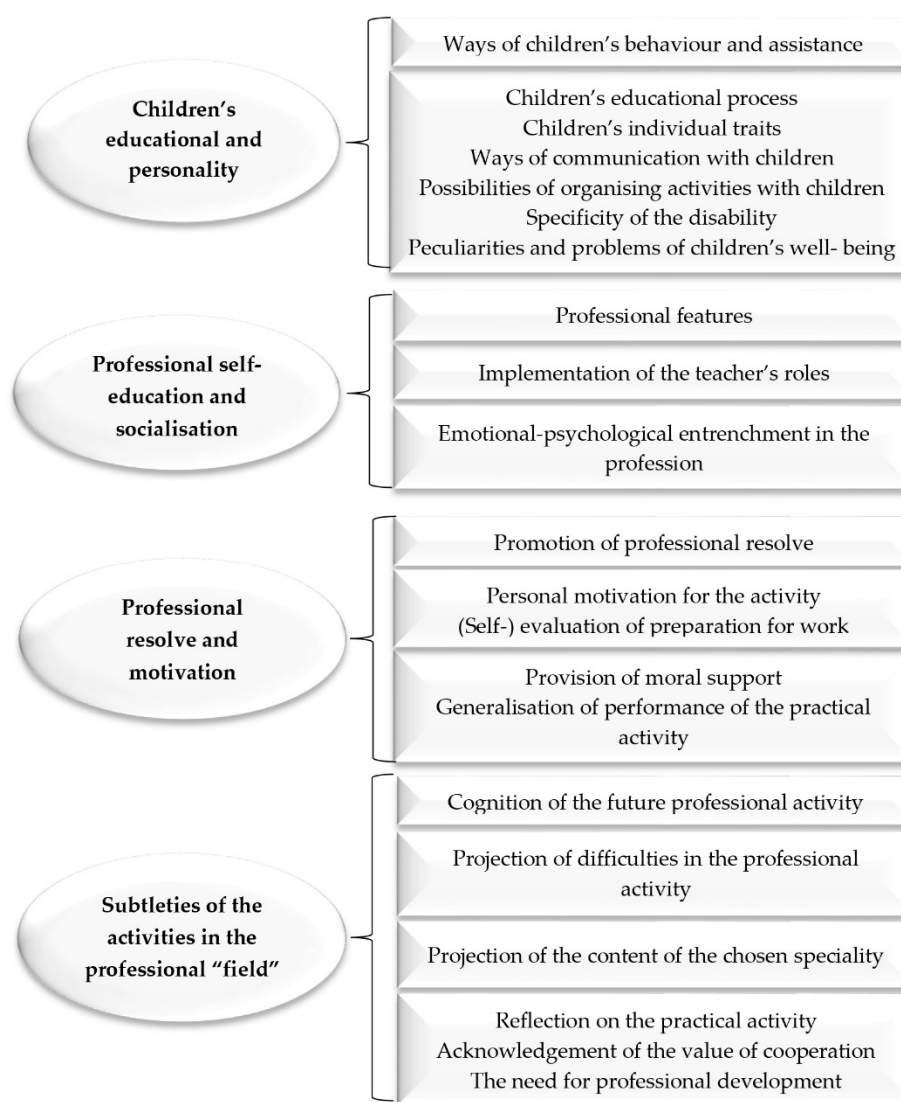 Children’s
educational and
personality
Ways of children’s behaviour and assistance
Children’s educational process
Children’s individual traits
Ways of communication with children
Possibilities of organising activities with children
Specificity of the disability
Peculiarities and problems of children’s well- being
Professional self-
education and
socialisation
Professional features
Implementation of the teacher’s roles
Emotional-psychological entrenchment in the
profession
Professional
resolve and
motivation
Promotion of professional resolve
Personal motivation for the activity
(Self-) evaluation of preparation for work
Provision of moral support
Generalisation of performance of the practical
activity
Subtleties of the
activities in the
professional “field”
Cognition of the future professional activity
Projection of difficulties in the professional
activity
Projection of the content of the chosen speciality
Reflection on the practical activity
Acknowledgement of the value of cooperation
The need for professional development